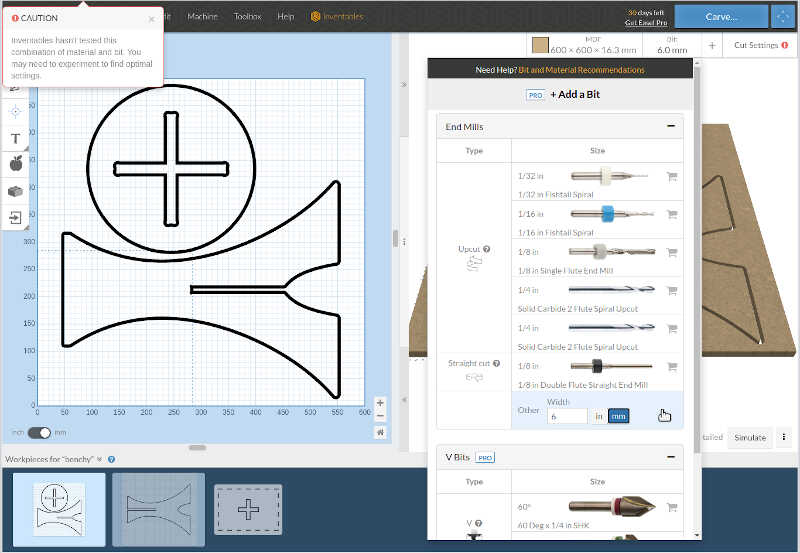 CAUTION
×
Inventables hasn't tested this
combination of material and bit. You
may need to experiment to find optimal
settings.
Machine
Toolbox
Help
Inventables
30 days left
Get Easel Pro
Carve...
MDF
600 × 600 × 16.3 mm
Bit:
6.0 mm
+
Cut Settings
Need Help? Bit and Material Recommendations
PRO + Add a Bit
End Mills
Type
Size
Upcut
1/32 in
1/32 in Fishtail Spiral
1/16 in
1/16 in Fishtail Spiral
1/8 in
1/8 in Single Flute End Mill
1/4 in
Solid Carbide 2 Flute Spiral Upcut
1/4 in
Solid Carbide 2 Flute Spiral Upcut
Straight cut
1/8 in
1/8 in Double Flute Straight End Mill
Other
Width
6
in
mm
V Bits PRO
Type
Size
V
60°
60 Deg x 1/4 in SHK
T
300
250
200
150
100
50
0
0 50 100 150 200 250 300 350 400 450 500 550 600
inch
mm
tailed
Simulate
Workpieces for "benchy"